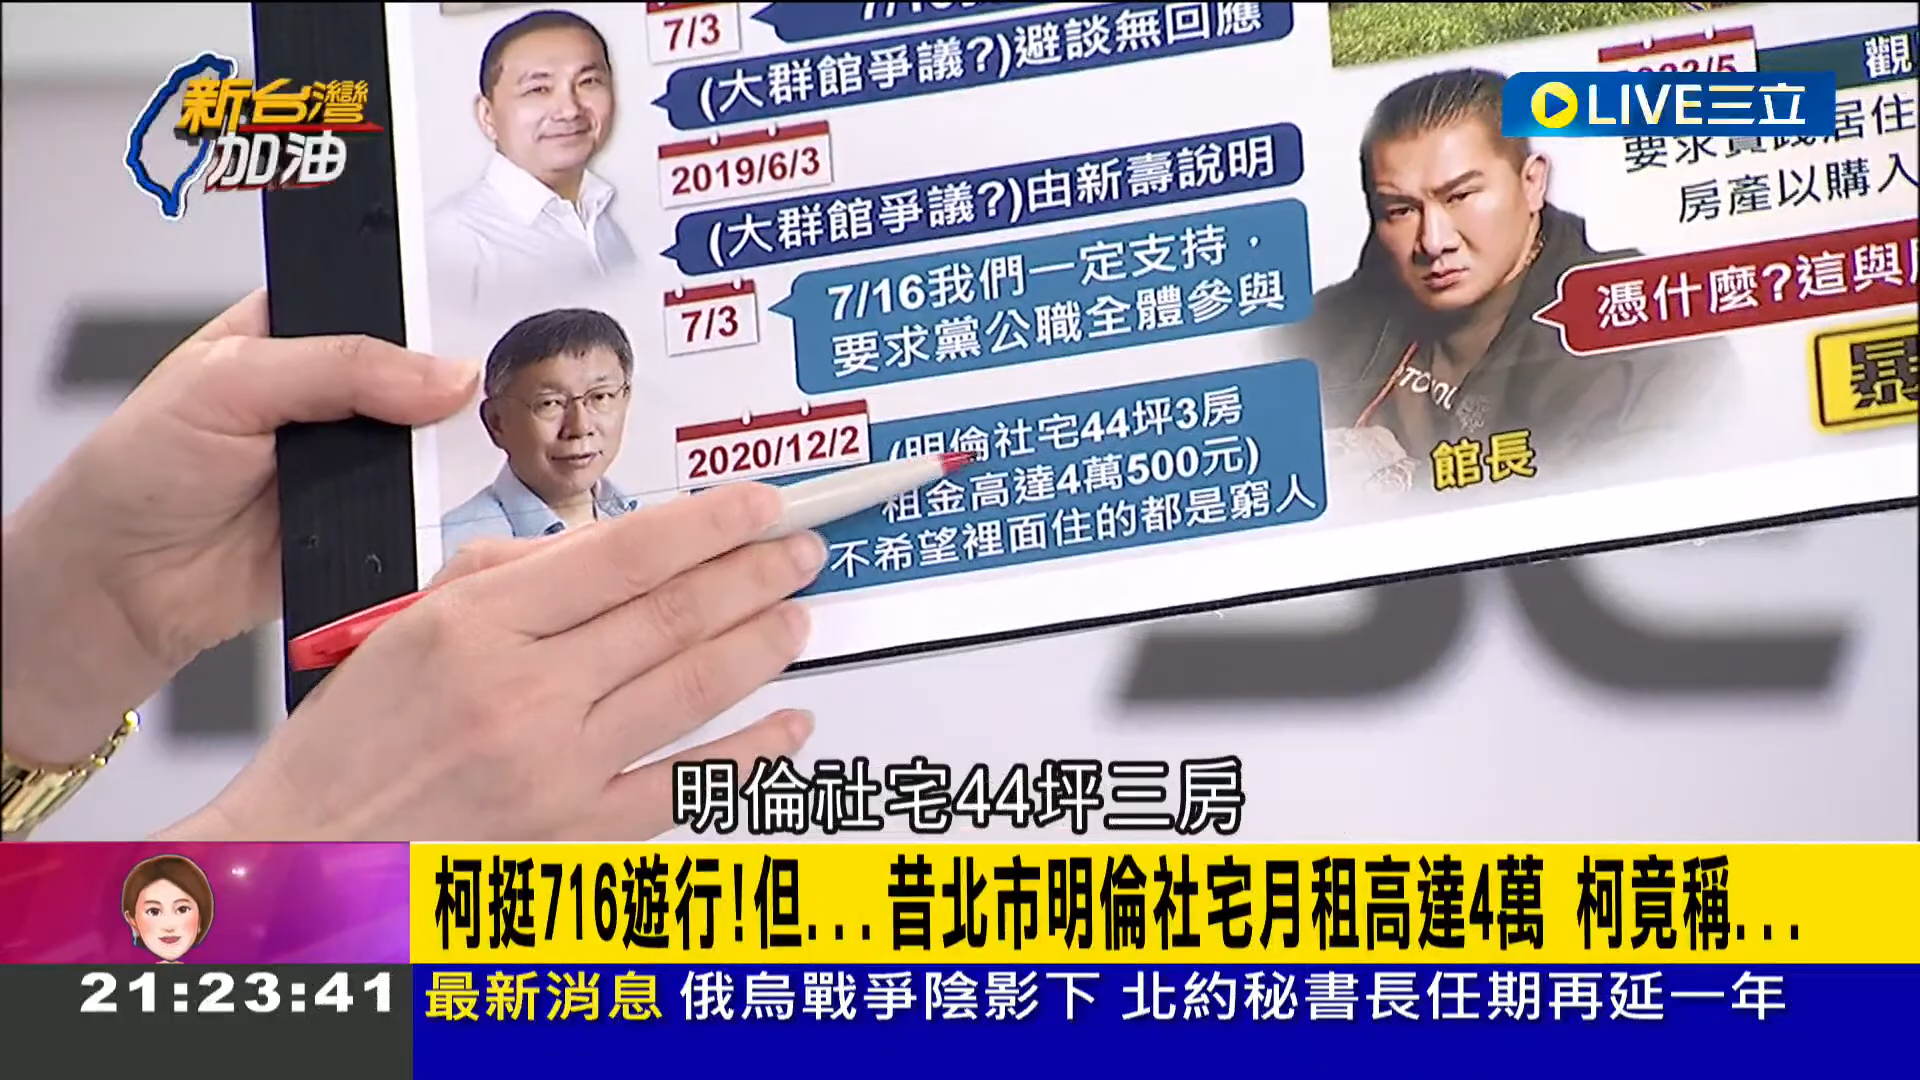 新台灣
加油
7/3
(大群館爭議?)避談無回應
2019/6/3
(大群館爭議?)由新壽說明
7/3
7/16我們一定支持，
要求黨公職全體參與
2020/12/2
(明倫社宅44坪3房
租金高達4萬500元)
不希望裡面住的都是窮人
LIVE三立
觀
要求實踐居住
房產以購入
憑什麼?這與
館長
明倫社宅44坪三房
柯挺716遊行!但...昔北市明倫社宅月租高達4萬 柯竟稱...
21:23:41
最新消息 俄烏戰爭陰影下 北約秘書長任期再延一年